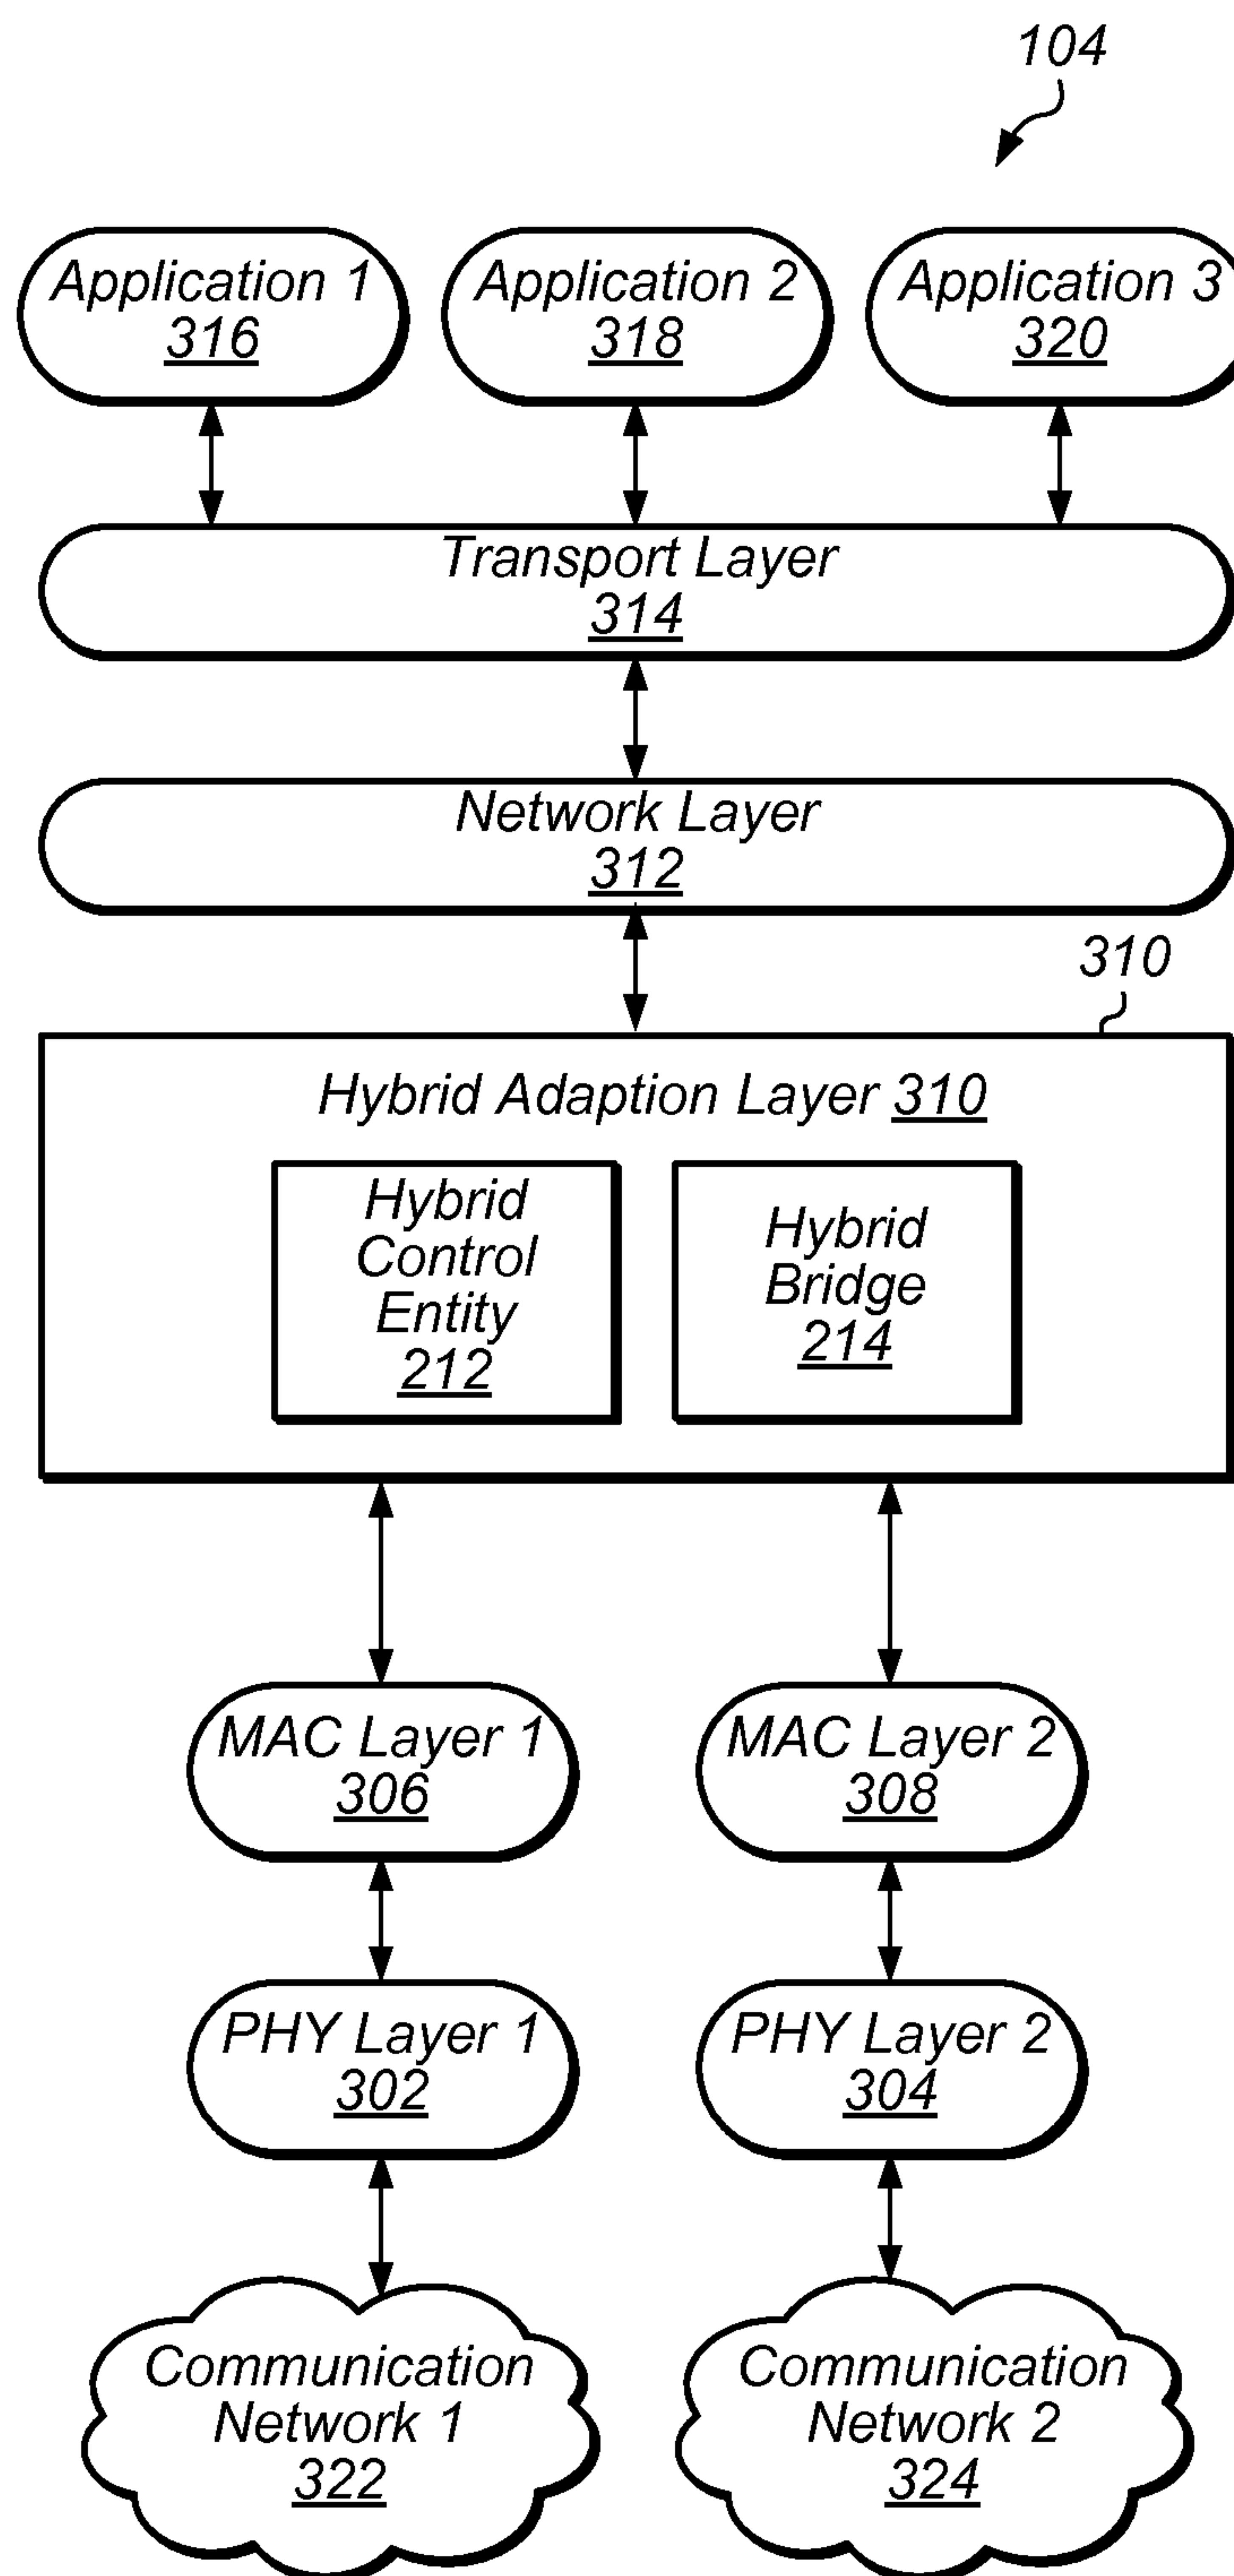 104
Application 1
316
Application 2
318
Application 3
320
Transport Layer
314
Network Layer
312
310
Hybrid Adaption Layer 310
Hybrid
Control
Entity
212
Hybrid
Bridge
214
MAC Layer 1
306
MAC Layer 2
308
PHY Layer 1
302
PHY Layer 2
304
Communication
Network 1
322
Communication
Network 2
324